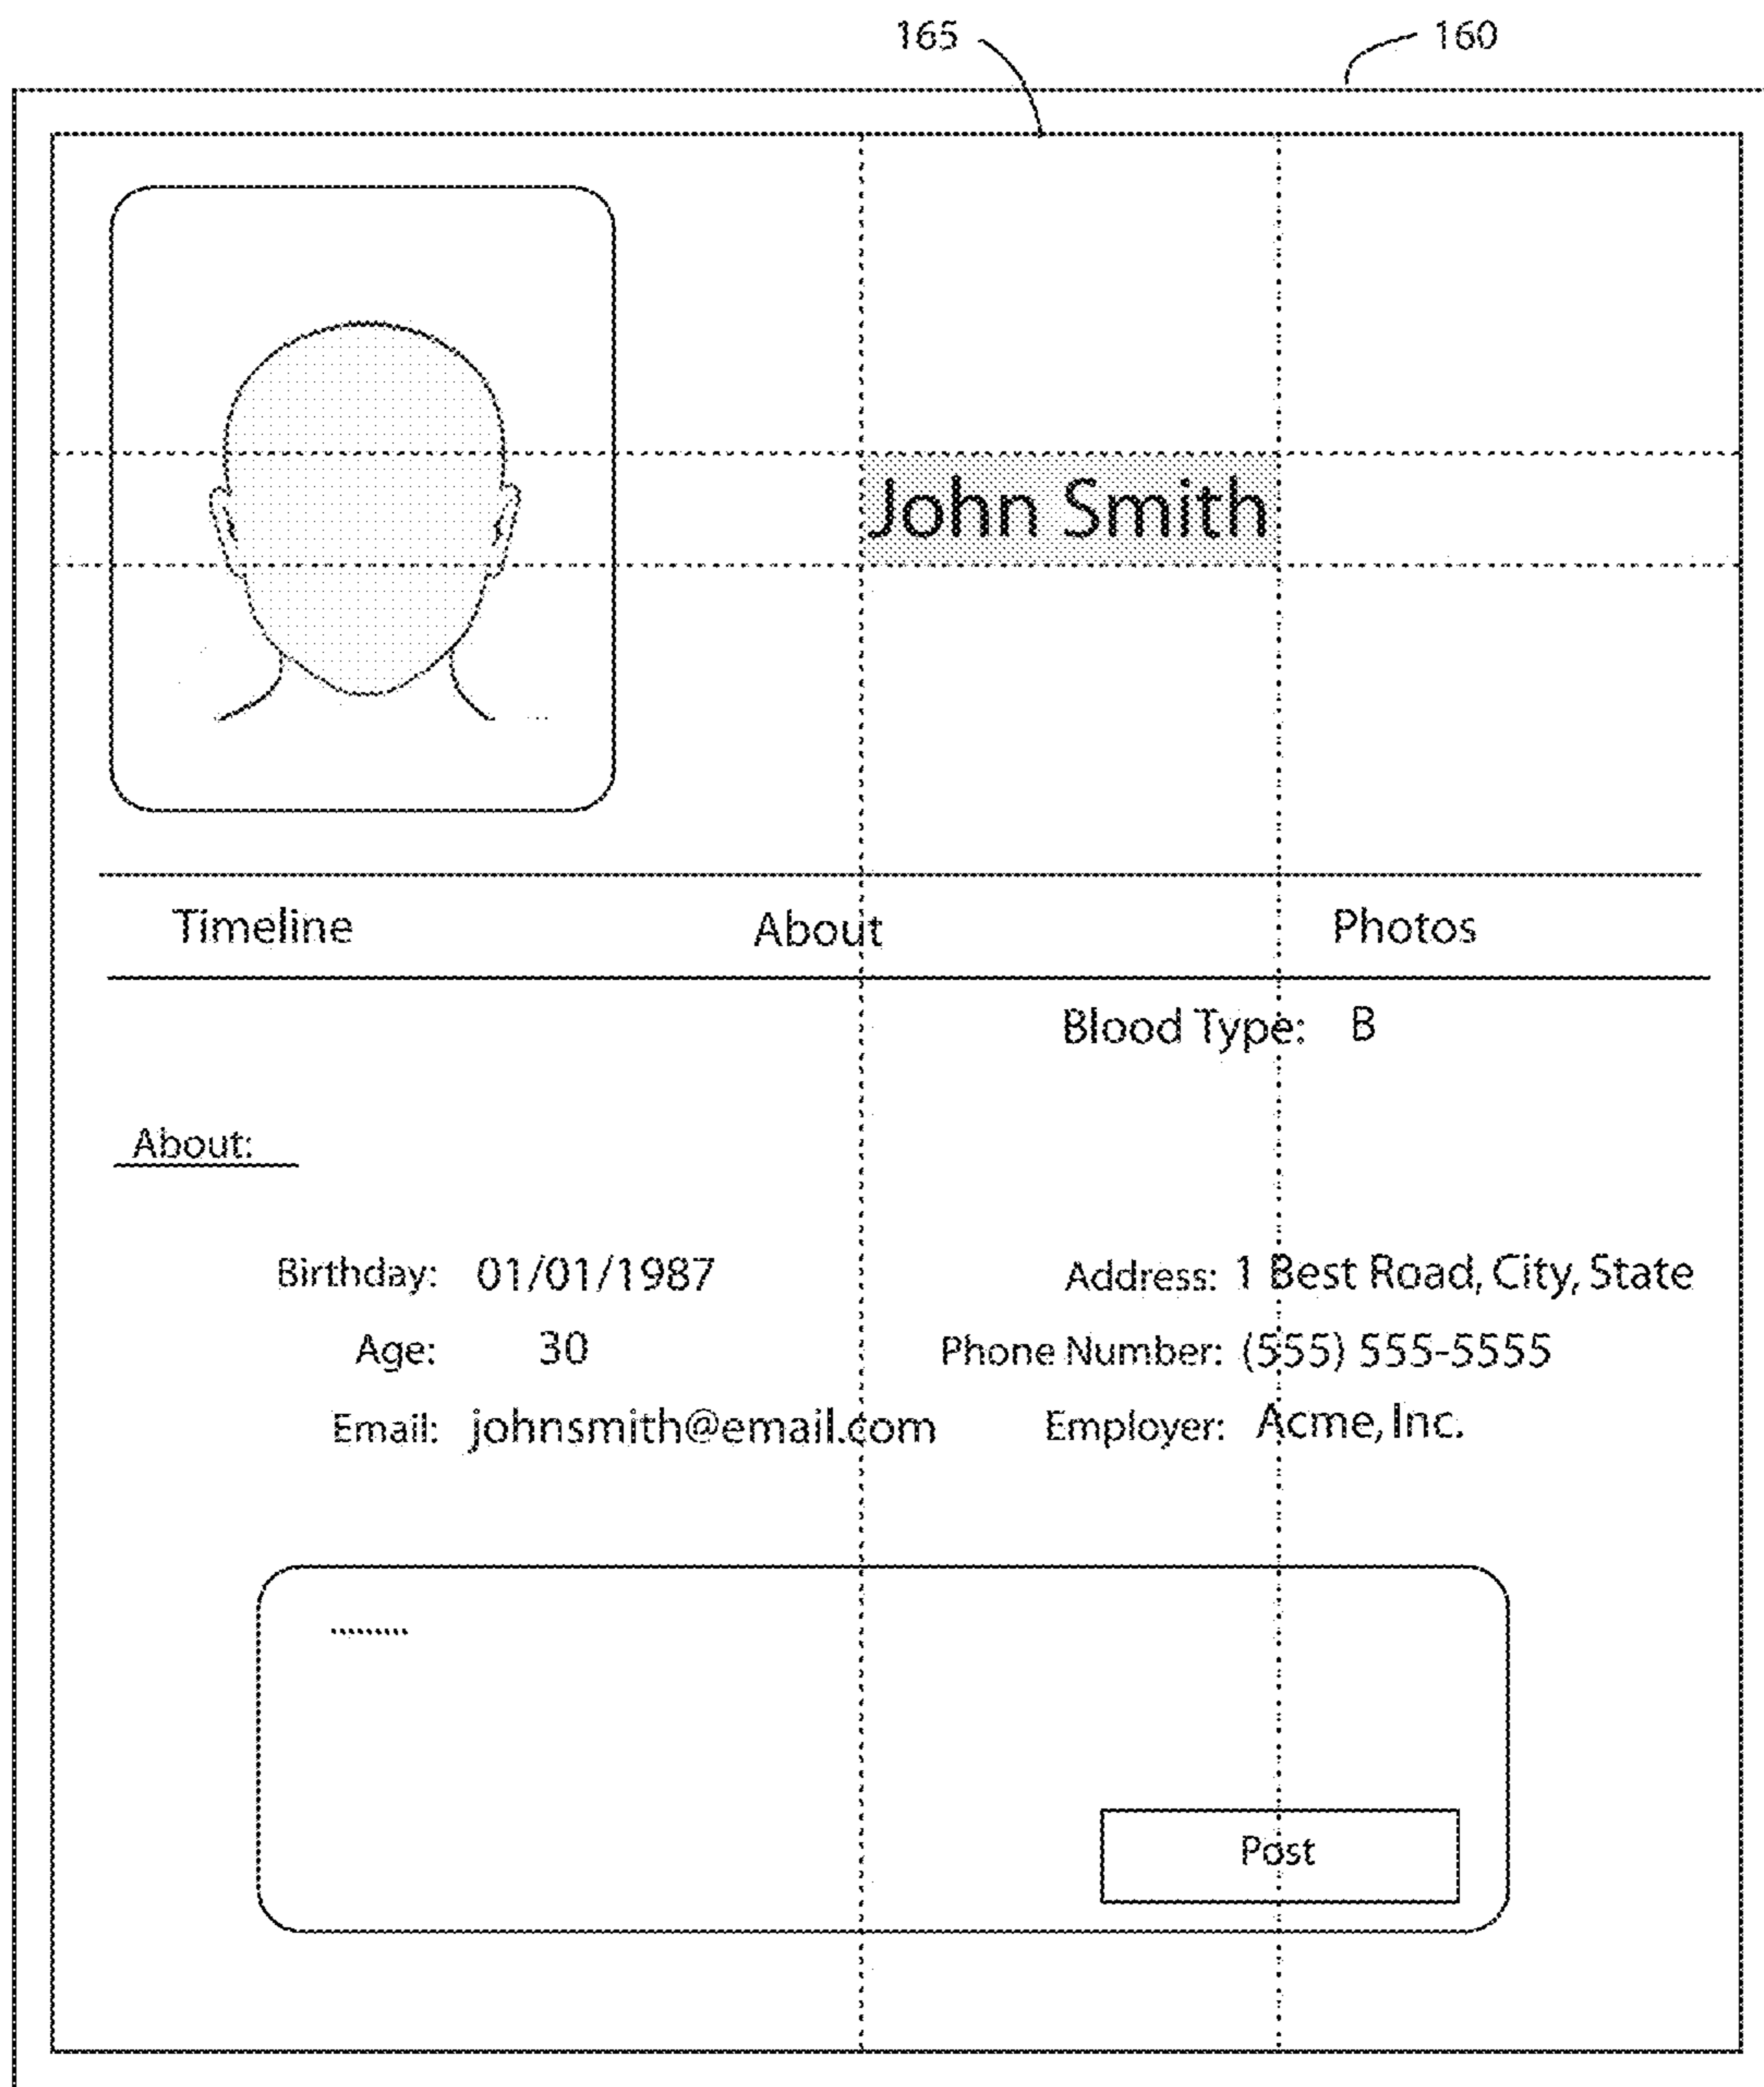 165 160
John Smith
Timeline About Photos
Blood Type: B
About:
Birthday: 01/01/1987 Address: 1 Best Road, City, State
Age: 30 Phone Number: (555) 555-5555
Email: johnsmith@email.com Employer: Acme, Inc.
Post